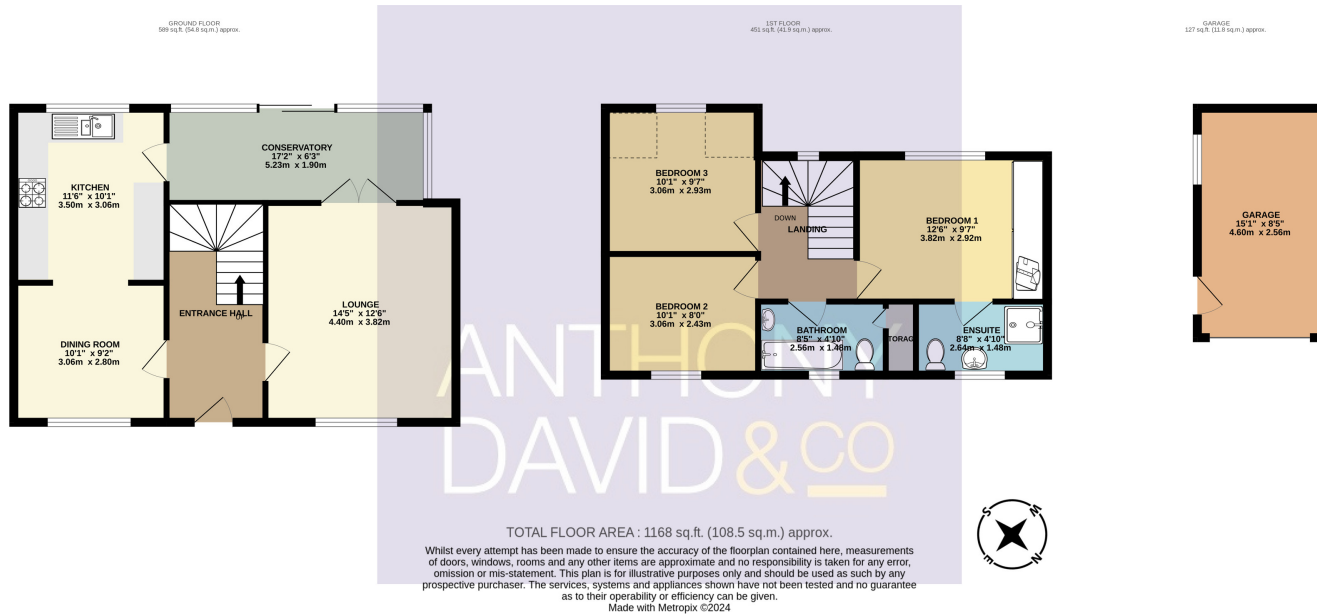 GROUND FLOOR
589 sq.ft. (54.8 sq.m.) approx.
1ST FLOOR
451 sq.ft. (41.9 sq.m.) approx.
GARAGE
127 sq.ft. (11.8 sq.m.) approx.
KITCHEN
11'6" x 10'1"
3.50m x 3.06m
CONSERVATORY
17'2" x 6'3"
5.23m x 1.90m
DINING ROOM
10'1" x 9'2"
3.06m x 2.80m
ENTRANCE HALL
UP
LOUNGE
14'5" x 12'6"
4.40m x 3.82m
BEDROOM 3
10'1" x 9'7"
3.06m x 2.93m
DOWN
LANDING
BEDROOM 1
12'6" x 9'7"
3.82m x 2.92m
BEDROOM 2
10'1" x 8'0"
3.06m x 2.43m
BATHROOM
8'5" x 4'10"
2.56m x 1.48m
TORAG
ENSUITE
8'8" x 4'10"
2.64m x 1.48m
GARAGE
15'1" x 8'5"
4.60m x 2.56m
ANTHONY
DAVID & CO
S W
E N
TOTAL FLOOR AREA : 1168 sq.ft. (108.5 sq.m.) approx.
Whilst every attempt has been made to ensure the accuracy of the floorplan contained here, measurements
of doors, windows, rooms and any other items are approximate and no responsibility is taken for any error,
omission or mis-statement. This plan is for illustrative purposes only and should be used as such by any
prospective purchaser. The services, systems and appliances shown have not been tested and no guarantee
as to their operability or efficiency can be given.
Made with Metropix ©2024